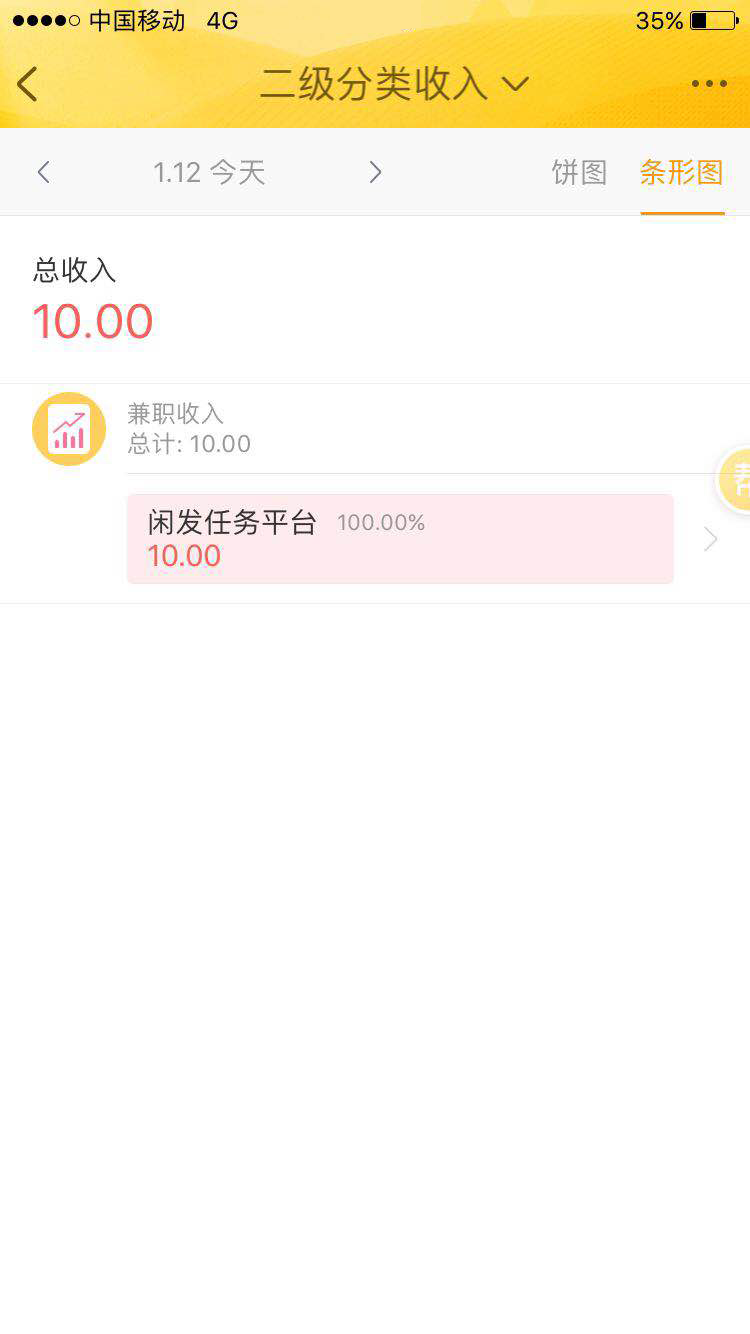 中国移动 4G 35%
二级分类收入
1.12 今天 饼图 条形图
总收入
10.00
兼职收入
总计: 10.00
闲发任务平台 100.00%
10.00